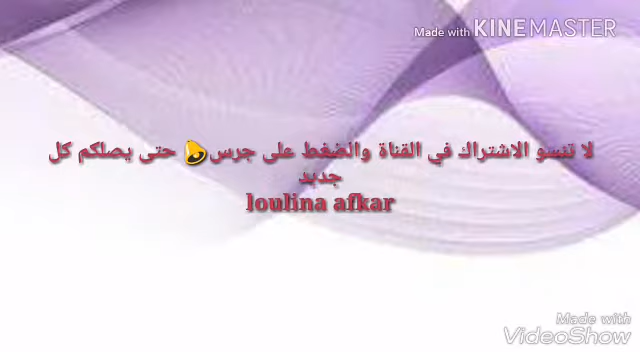 Made with KINEMASTER
لا تنسو الاشتراك في القناة والضغط على جرس🔔 حتى يصلكم كل
جديد
loulina afkar
Made with
VideoShow